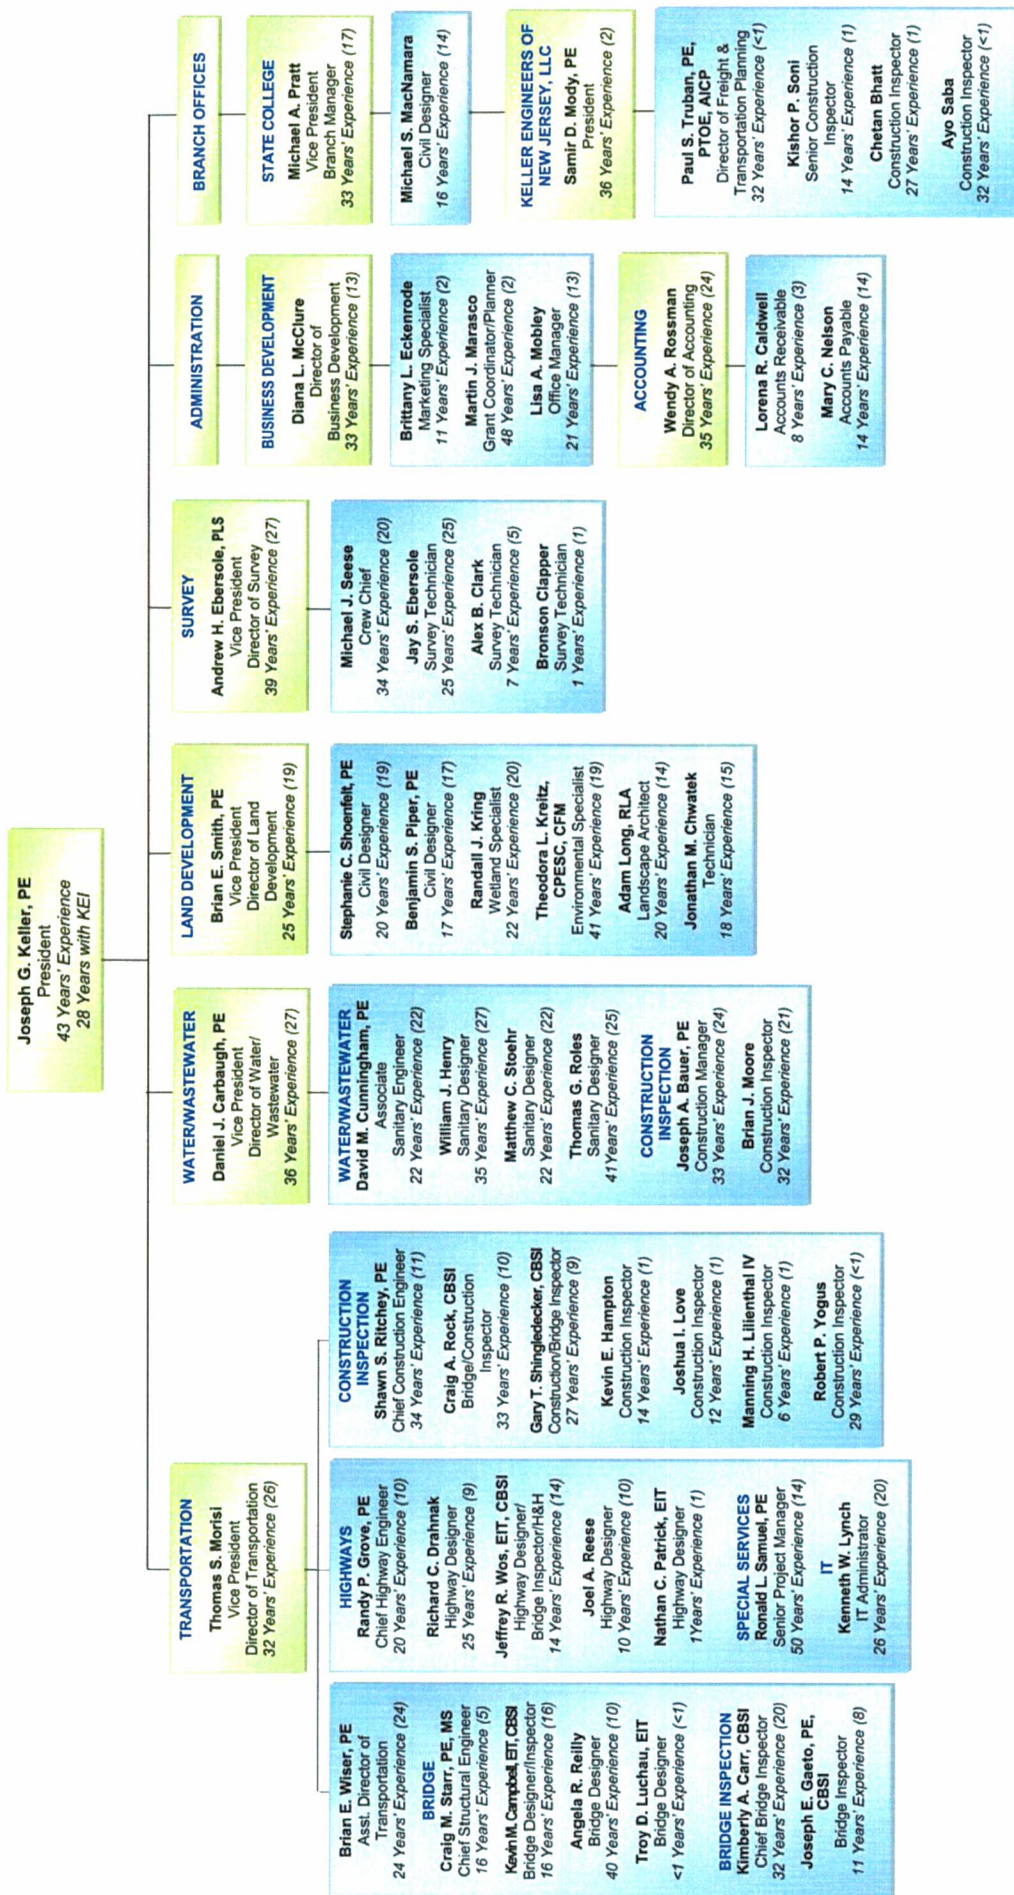 Joseph G. Keller, PE
President
43 Years' Experience
28 Years with KEI
TRANSPORTATION
Thomas S. Morisi
Vice President
Director of Transportation
32 Years' Experience (26)
Brian E. Wiser, PE
Asst. Director of
Transportation
24 Years' Experience (24)
BRIDGE
Craig M. Starr, PE, MS
Chief Structural Engineer
16 Years' Experience (5)
Kevin M. Campbell, EIT, CBSI
Bridge Designer/Inspector
16 Years' Experience (16)
Angela R. Reilly
Bridge Designer
40 Years' Experience (10)
Troy D. Luchau, EIT
Bridge Designer
<1 Years' Experience (<1)
BRIDGE INSPECTION
Kimberly A. Carr, CBSI
Chief Bridge Inspector
32 Years' Experience (20)
Joseph E. Gaeto, PE,
CBSI
Bridge Inspector
11 Years' Experience (8)
HIGHWAYS
Randy P. Grove, PE
Chief Highway Engineer
20 Years' Experience (10)
Richard C. Drahnak
Highway Designer
25 Years' Experience (9)
Jeffrey R. Wos, EIT, CBSI
Highway Designer/
Bridge Inspector/H&H
14 Years' Experience (14)
Joel A. Reese
Highway Designer
10 Years' Experience (10)
Nathan C. Patrick, EIT
Highway Designer
1Years' Experience (1)
SPECIAL SERVICES
Ronald L. Samuel, PE
Senior Project Manager
50 Years' Experience (14)
IT
Kenneth W. Lynch
IT Administrator
26 Years' Experience (20)
CONSTRUCTION
INSPECTION
Shawn S. Ritchey, PE
Chief Construction Engineer
34 Years' Experience (11)
Craig A. Rock, CBSI
Bridge/Construction
Inspector
33 Years' Experience (10)
Gary T. Shingledecker, CBSI
Construction/Bridge Inspector
27 Years' Experience (9)
Kevin E. Hampton
Construction Inspector
14 Years' Experience (1)
Joshua I. Love
Construction Inspector
12 Years' Experience (1)
Manning H. Lilienthal IV
Construction Inspector
6 Years' Experience (1)
Robert P. Yogus
Construction Inspector
29 Years' Experience (<1)
WATER/WASTEWATER
Daniel J. Carbaugh, PE
Vice President
Director of Water/
Wastewater
36 Years' Experience (27)
WATER/WASTEWATER
David M. Cunningham, PE
Associate
Sanitary Engineer
22 Years' Experience (22)
William J. Henry
Sanitary Designer
35 Years' Experience (27)
Matthew C. Stoehr
Sanitary Designer
22 Years' Experience (22)
Thomas G. Roles
Sanitary Designer
41Years' Experience (25)
CONSTRUCTION
INSPECTION
Joseph A. Bauer, PE
Construction Manager
33 Years' Experience (24)
Brian J. Moore
Construction Inspector
32 Years' Experience (21)
LAND DEVELOPMENT
Brian E. Smith, PE
Vice President
Director of Land
Development
25 Years' Experience (19)
Stephanie C. Shoenfelt, PE
Civil Designer
20 Years' Experience (19)
Benjamin S. Piper, PE
Civil Designer
17 Years' Experience (17)
Randall J. Kring
Wetland Specialist
22 Years' Experience (20)
Theodora L. Kreitz,
CPESC, CFM
Environmental Specialist
41 Years' Experience (19)
Adam Long, RLA
Landscape Architect
20 Years' Experience (14)
Jonathan M. Chwatek
Technician
18 Years' Experience (15)
SURVEY
Andrew H. Ebersole, PLS
Vice President
Director of Survey
39 Years' Experience (27)
Michael J. Seese
Crew Chief
34 Years' Experience (20)
Jay S. Ebersole
Survey Technician
25 Years' Experience (25)
Alex B. Clark
Survey Technician
7 Years' Experience (5)
Bronson Clapper
Survey Technician
1 Years' Experience (1)
ADMINISTRATION
BUSINESS DEVELOPMENT
Diana L. McClure
Director of
Business Development
33 Years' Experience (13)
Brittany L. Eckenrode
Marketing Specialist
11 Years' Experience (2)
Martin J. Marasco
Grant Coordinator/Planner
48 Years' Experience (2)
Lisa A. Mobley
Office Manager
21 Years' Experience (13)
ACCOUNTING
Wendy A. Rossman
Director of Accounting
35 Years' Experience (24)
Lorena R. Caldwell
Accounts Receivable
8 Years' Experience (3)
Mary C. Nelson
Accounts Payable
14 Years' Experience (14)
BRANCH OFFICES
STATE COLLEGE
Michael A. Pratt
Vice President
Branch Manager
33 Years' Experience (17)
Michael S. MacNamara
Civil Designer
16 Years' Experience (14)
KELLER ENGINEERS OF
NEW JERSEY, LLC
Samir D. Mody, PE
President
36 Years' Experience (2)
Paul S. Truban, PE,
PTOE, AICP
Director of Freight &
Transportation Planning
32 Years' Experience (<1)
Kishor P. Soni
Senior Construction
Inspector
14 Years' Experience (1)
Chetan Bhatt
Construction Inspector
27 Years' Experience (1)
Ayo Saba
Construction Inspector
32 Years' Experience (<1)